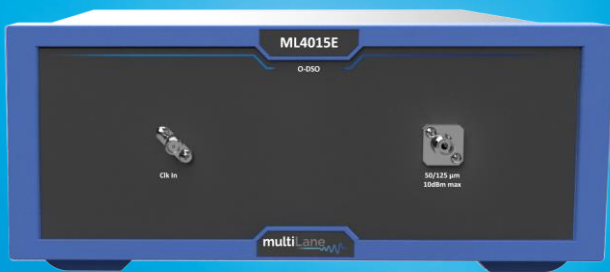 ML4015E
O-DSO
Clk In
50/125 µm
10dBm max
multiLane